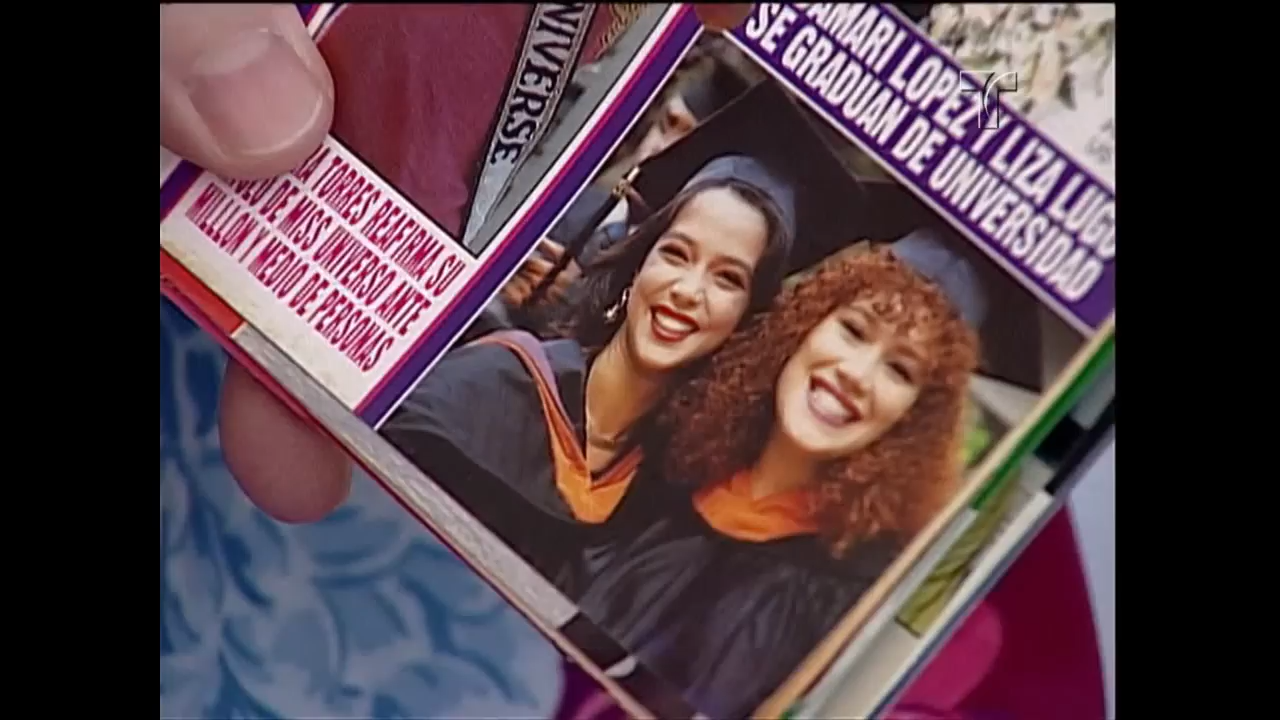 NIVERSE
AMARI LOPEZ Y LIZA LUGO
SE GRADUAN DE UNIVERSIDAD
TORRES REAFIRMA SU
DE MISS UNIVERSO ANTE
MILLON Y MEDIO DE PERSONAS
T